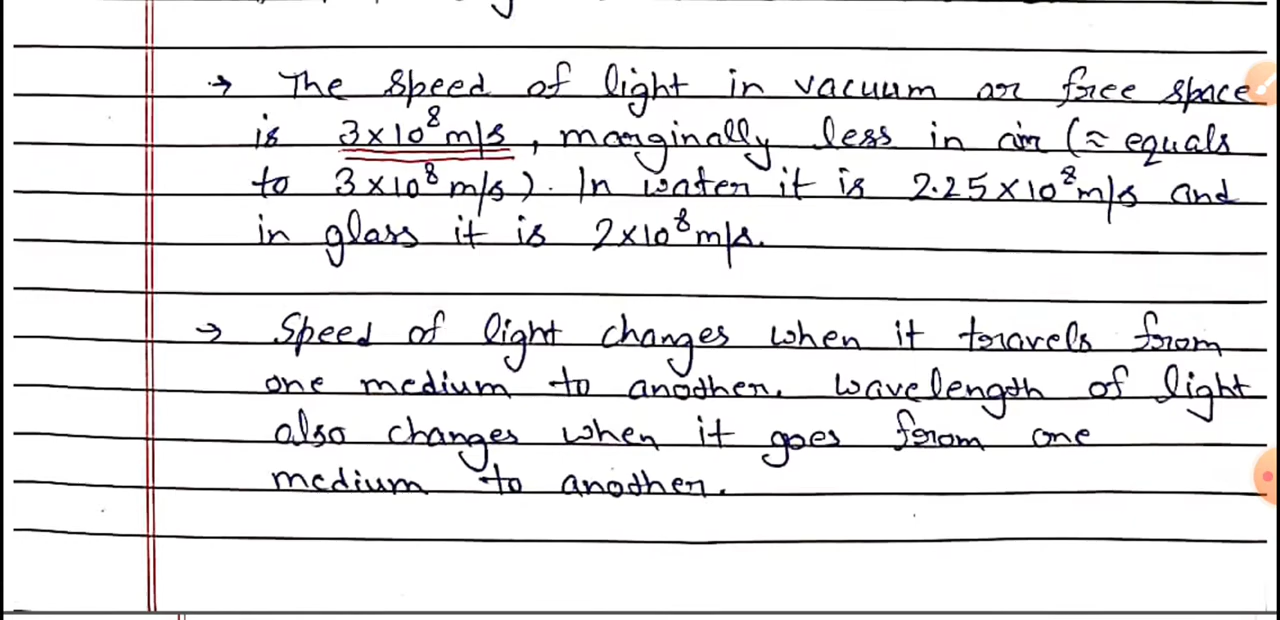 → The speed of light in vacuum or free space
is 3×10⁸ m/s, marginally less in air (≈ equals
to 3×10⁸ m/s). In water it is 2.25×10⁸ m/s and
in glass it is 2×10⁸ m/s.
→ Speed of light changes when it travels from
one medium to another. Wavelength of light
also changes when it goes from one
medium to another.